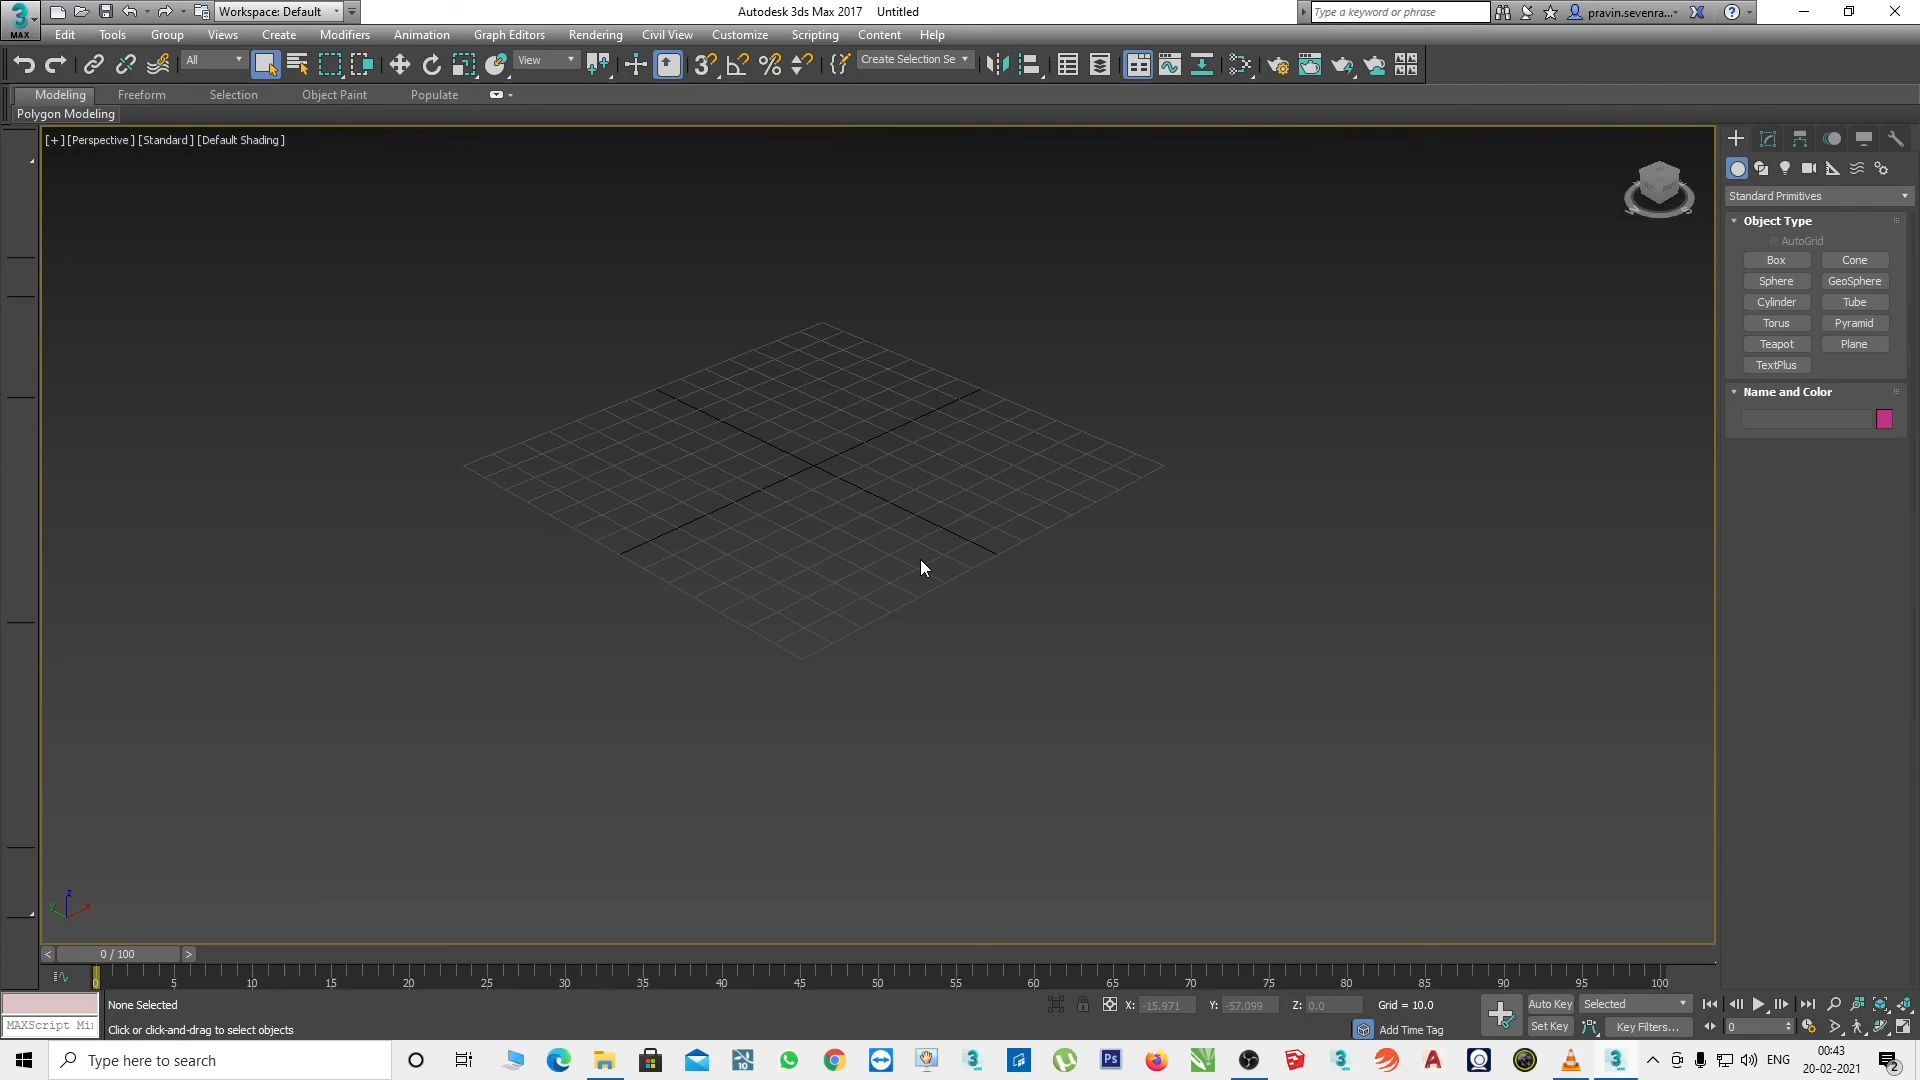 Workspace: Default
Autodesk 3ds Max 2017 Untitled
Type a keyword or phrase
pravin.sevenra...
MAX
Edit Tools Group Views Create Modifiers Animation Graph Editors Rendering Civil View Customize Scripting Content Help
All
View
Create Selection Se
Modeling Freeform Selection Object Paint Populate
Polygon Modeling
[+] [Perspective] [Standard] [Default Shading]
Standard Primitives
Object Type
AutoGrid
Box Cone
Sphere GeoSphere
Cylinder Tube
Torus Pyramid
Teapot Plane
TextPlus
Name and Color
z
y x
< 0 / 100 >
0 5 10 15 20 25 30 35 40 45 50 55 60 65 70 75 80 85 90 95 100
None Selected
X: -15.971 Y: -57.099 Z: 0.0 Grid = 10.0
Auto Key Selected
MAXScript Mi
Click or click-and-drag to select objects
Add Time Tag
Set Key Key Filters... 0
Type here to search
ENG
00:43
20-02-2021
2